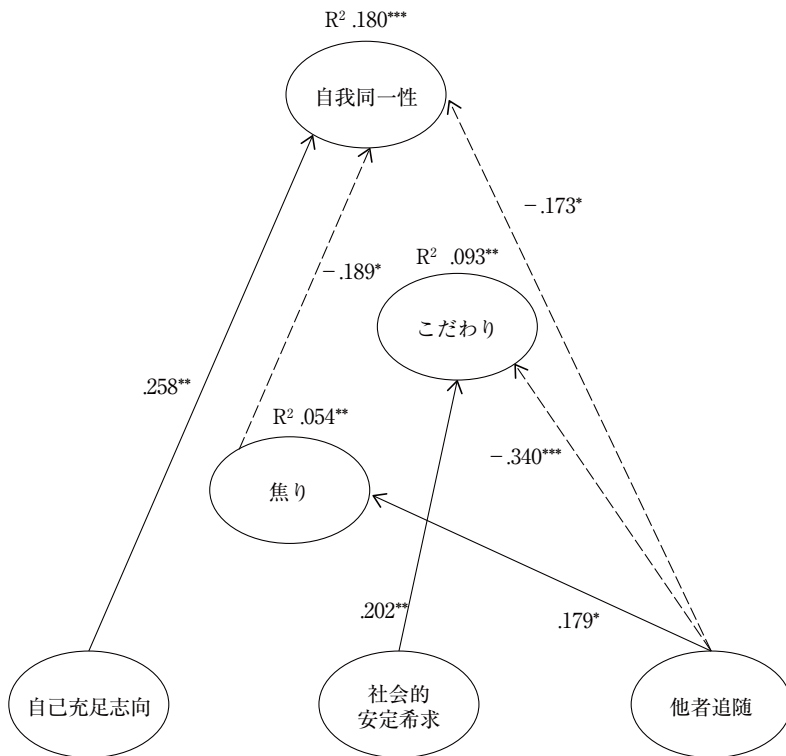 R² .180***
自我同一性
－.173*
R² .093**
－.189*
こだわり
.258**
R² .054**
－.340***
焦り
.202**
.179*
自己充足志向
社会的
安定希求
他者追随